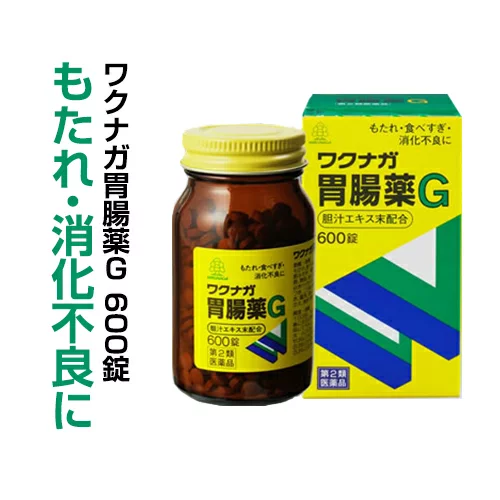 ワクナガ胃腸薬G 600錠
もたれ・消化不良に
もたれ・食べすぎ・
消化不良に
ワクナガ
胃腸薬G
胆汁エキス末配合
600錠
第2類
医薬品
もたれ・食べすぎ・
消化不良に
ワクナガ
胃腸薬G
胆汁エキス末配合
600錠
第2類
医薬品